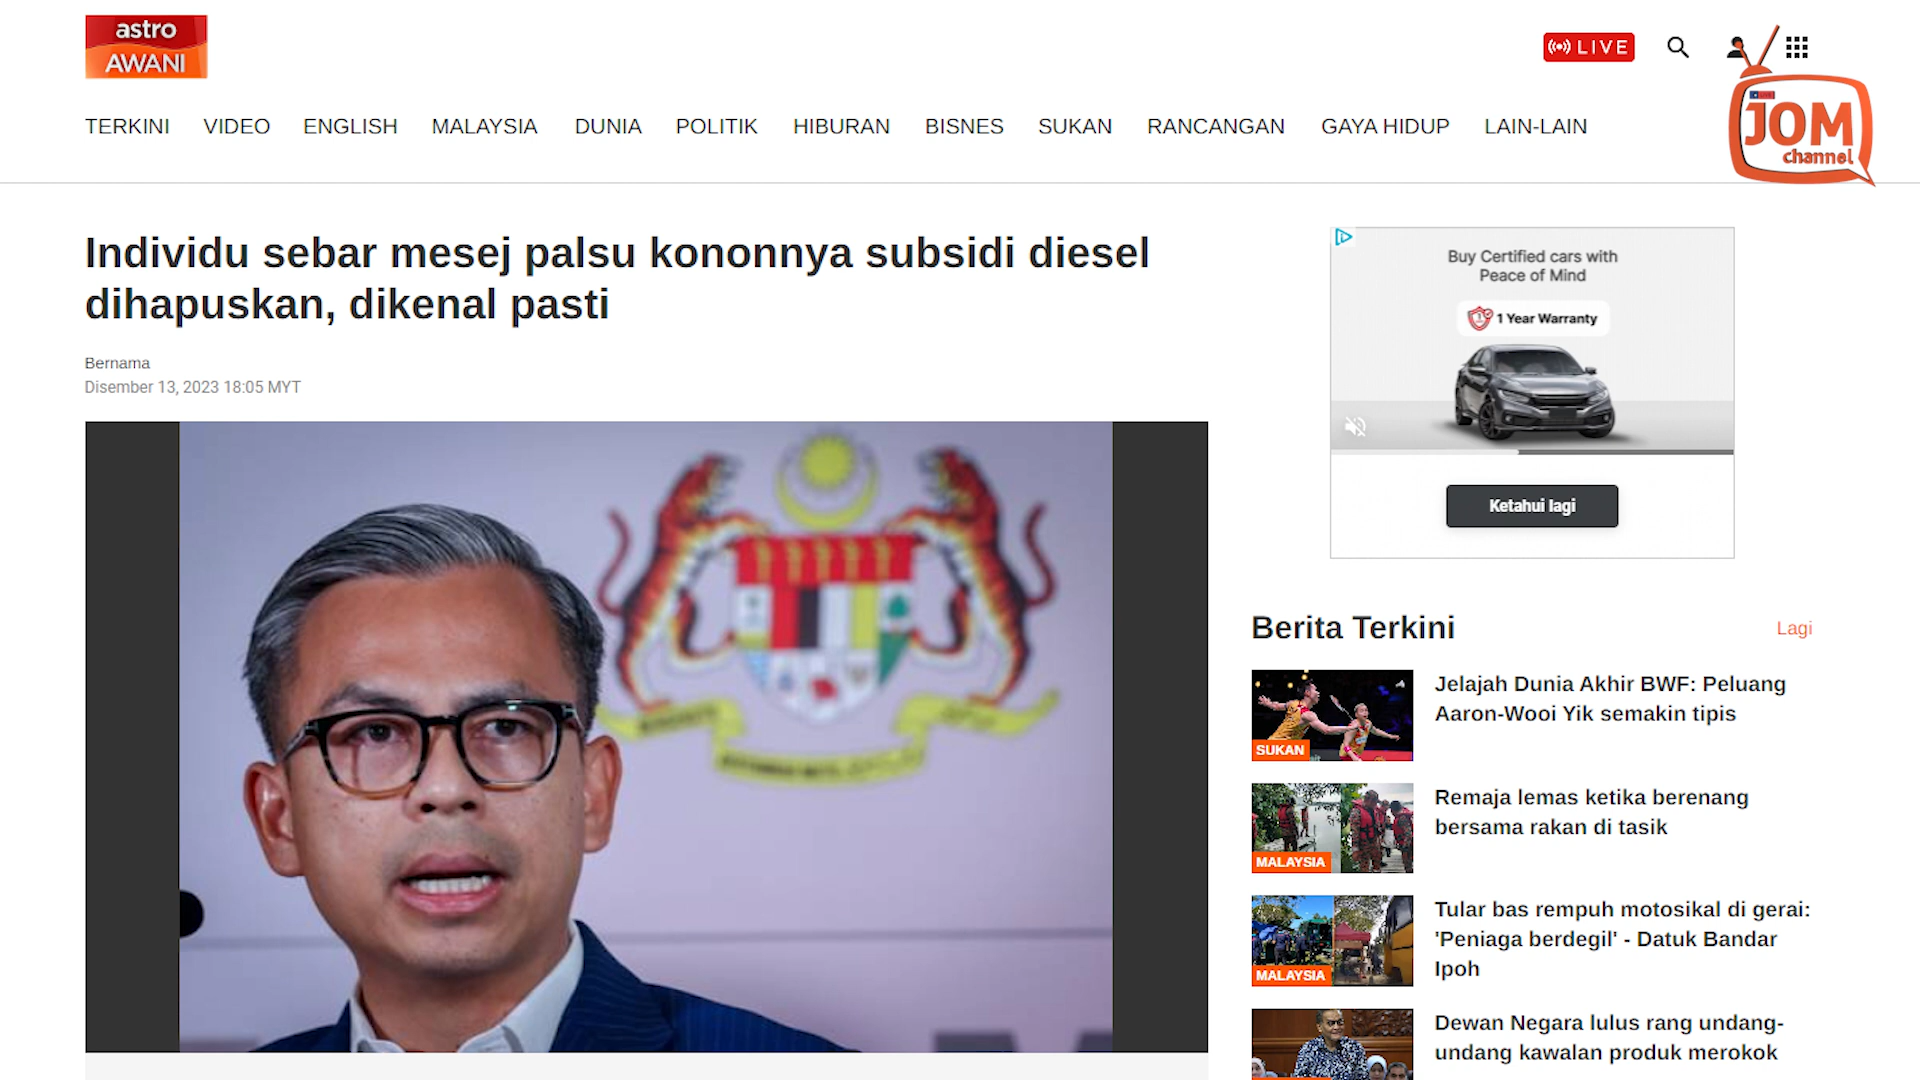 astro
AWANI
LIVE
TERKINI VIDEO ENGLISH MALAYSIA DUNIA POLITIK HIBURAN BISNES SUKAN RANCANGAN GAYA HIDUP LAIN-LAIN
JOM
channel
Individu sebar mesej palsu kononnya subsidi diesel
dihapuskan, dikenal pasti
Bernama
Disember 13, 2023 18:05 MYT
Buy Certified cars with
Peace of Mind
1 Year Warranty
Ketahui lagi
Berita Terkini
Lagi
Jelajah Dunia Akhir BWF: Peluang
Aaron-Wooi Yik semakin tipis
SUKAN
Remaja lemas ketika berenang
bersama rakan di tasik
MALAYSIA
Tular bas rempuh motosikal di gerai:
'Peniaga berdegil' - Datuk Bandar
Ipoh
MALAYSIA
Dewan Negara lulus rang undang-
undang kawalan produk merokok